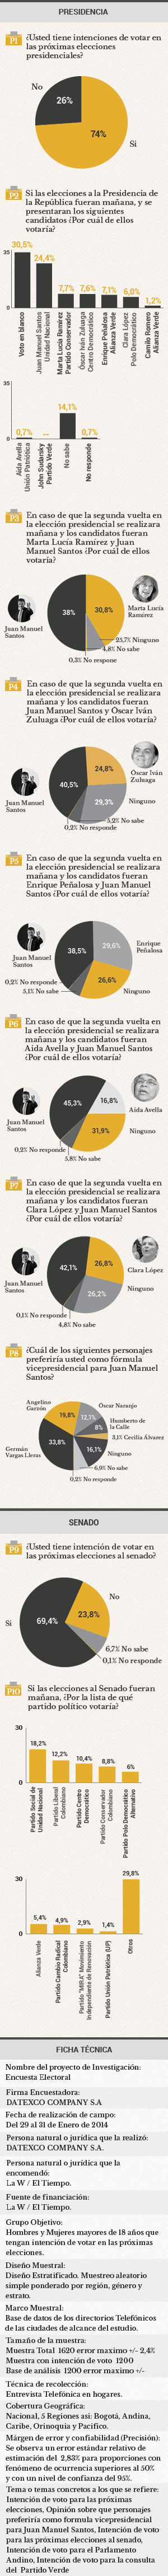 PRESIDENCIA
P1 ¿Usted tiene intenciones de votar en
las próximas elecciones
presidenciales?
No
26%
74%
Si
P2 Si las elecciones a la Presidencia de
la República fueran mañana, y se
presentaran los siguientes
candidatos ¿Por cuál de ellos
votaría?
30,5%
35
24,4%
7,7% 7,6% 7,1% 6,0% 1,2%
0
Voto en blanco
Juan Manuel Santos
Unidad Nacional
Marta Lucía Ramírez
Partido Conservador
Óscar Iván Zuluaga
Centro Democrático
Enrique Peñalosa
Alianza Verde
Clara López
Polo Democrático
Camilo Romero
Alianza Verde
35
14,1%
0,7% -- 0,7%
0
Aida Avella
Unión Patriótica
John Sudarsky
Partido Verde
No sabe
No responde
P3 En caso de que la segunda vuelta en
la elección presidencial se realizara
mañana y los candidatos fueran
Marta Lucía Ramírez y Juan
Manuel Santos ¿Por cuál de ellos
votaría?
38%
30,8%
Marta Lucía
Ramírez
Juan Manuel
Santos
25,7% Ninguno
4,8% No sabe
0,3% No respone
P4 En caso de que la segunda vuelta en
la elección presidencial se realizara
mañana y los candidatos fueran
Juan Manuel Santos y Óscar Iván
Zuluaga ¿Por cuál de ellos votaría?
24,8%
Óscar Iván
Zuluaga
40,5%
29,3%
Ninguno
Juan Manuel
Santos
5,2% No sabe
0,2% No responde
P5 En caso de que la segunda vuelta en
la elección presidencial se realizara
mañana y los candidatos fueran
Enrique Peñalosa y Juan Manuel
Santos ¿Por cuál de ellos votaría?
38,5%
29,6%
Enrique
Peñalosa
Juan Manuel
Santos
26,6%
0,2% No responde
5,1% No sabe
Ninguno
P6 En caso de que la segunda vuelta en
la elección presidencial se realizara
mañana y los candidatos fueran
Aida Avella y Juan Manuel Santos
¿Por cuál de ellos votaría?
45,3%
16,8%
Aida Avella
Juan Manuel
Santos
31,9%
Ninguno
0,2% No responde
5,8% No sabe
P7 En caso de que la segunda vuelta en
la elección presidencial se realizara
mañana y los candidatos fueran
Clara López y Juan Manuel Santos
¿Por cuál de ellos votaría?
26,8%
42,1%
Clara López
Juan Manuel
Santos
26,2%
Ninguno
0,1% No responde
4,8% No sabe
P8 ¿Cuál de los siguientes personajes
preferiría usted como fórmula
vicepresidencial para Juan Manuel
Santos?
Angelino
Garzón
Óscar Naranjo
19,8%
12,1%
Humberto de
la Calle
8%
3,1% Cecilia Álvarez
33,8%
Germán
Vargas Lleras
16,1%
Ninguno
6,9% No sabe
0,2% No responde
SENADO
P9 ¿Usted tiene intención de votar en
las próximas elecciones al senado?
No
Si
69,4%
23,8%
6,7% No sabe
0,1% No responde
P10 Si las elecciones al Senado fueran
mañana, ¿Por la lista de qué
partido político votaría?
30
18,2%
12,2% 10,4% 8,8% 6%
0
Partido Social de
Unidad Nacional
Partido Liberal
Colombiano
Partido Centro
Democrático
Partido Conservador
Colombiano
Partido Polo Democrático
Alternativo
30
29,8%
5,4% 4,9% 2,9% 1,4%
0
Alianza Verde
Partido Cambio Radical
Colombiano
Partido "MIRA" Movimiento
Independiente de Renovación
Partido Unión Patriótica (UP)
Otros
FICHA TÉCNICA
Nombre del proyecto de Investigación:
Encuesta Electoral
Firma Encuestadora:
DATEXCO COMPANY S.A
Fecha de realización de campo:
Del 29 al 31 de Enero de 2014
Persona natural o jurídica que la realizó:
DATEXCO COMPANY S.A.
Persona natural o jurídica que la
encomendó:
La W / El Tiempo.
Fuente de financiación:
La W / El Tiempo.
Grupo Objetivo:
Hombres y Mujeres mayores de 18 años que
tengan intención de votar en las próximas
elecciones.
Diseño Muestral:
Diseño Estratificado. Muestreo aleatorio
simple ponderado por región, género y
estrato.
Marco Muestral:
Base de datos de los directorios Telefónicos
de las ciudades de alcance del estudio.
Tamaño de la muestra:
Muestra Total 1620 error maximo +/- 2,4%
Muestra con intención de voto 1200
Base de análisis 1200 error maximo +/-
Técnica de recolección:
Entrevista Telefónica en hogares.
Cobertura Geográfica:
Nacional, 5 Regiones asi: Bogotá, Andina,
Caribe, Orinoquia y Pacifico.
Márgen de error y confiabilidad (Precisión):
Se observa un error estándar relativo de
estimación del 2,83% para proporciones con
fenómeno de ocurrencia superiores al 50%
y con un nivel de confianza del 95%.
Tema o temas concretos a los que se refiere:
Intención de voto para las próximas
elecciones, Opinión sobre que personajes
preferiría como formula vicepresidencial
para Juan Manuel Santos, Intención de voto
para las próximas elecciones al senado,
Intención de voto para el Parlamento
Andino, Intención de voto para la consulta
del Partido Verde